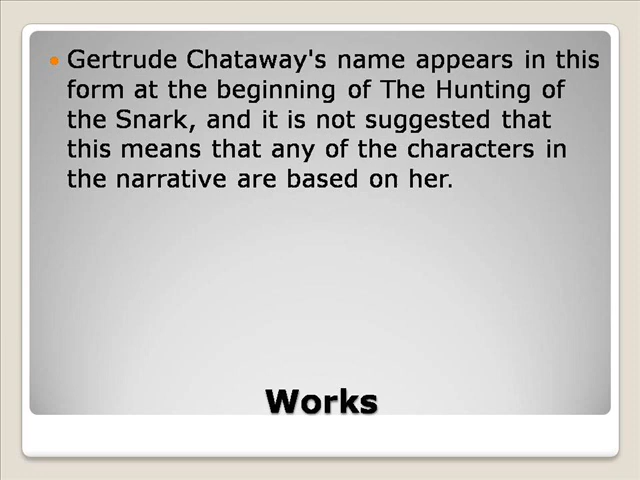 Gertrude Chataway's name appears in this
form at the beginning of The Hunting of
the Snark, and it is not suggested that
this means that any of the characters in
the narrative are based on her.
Works